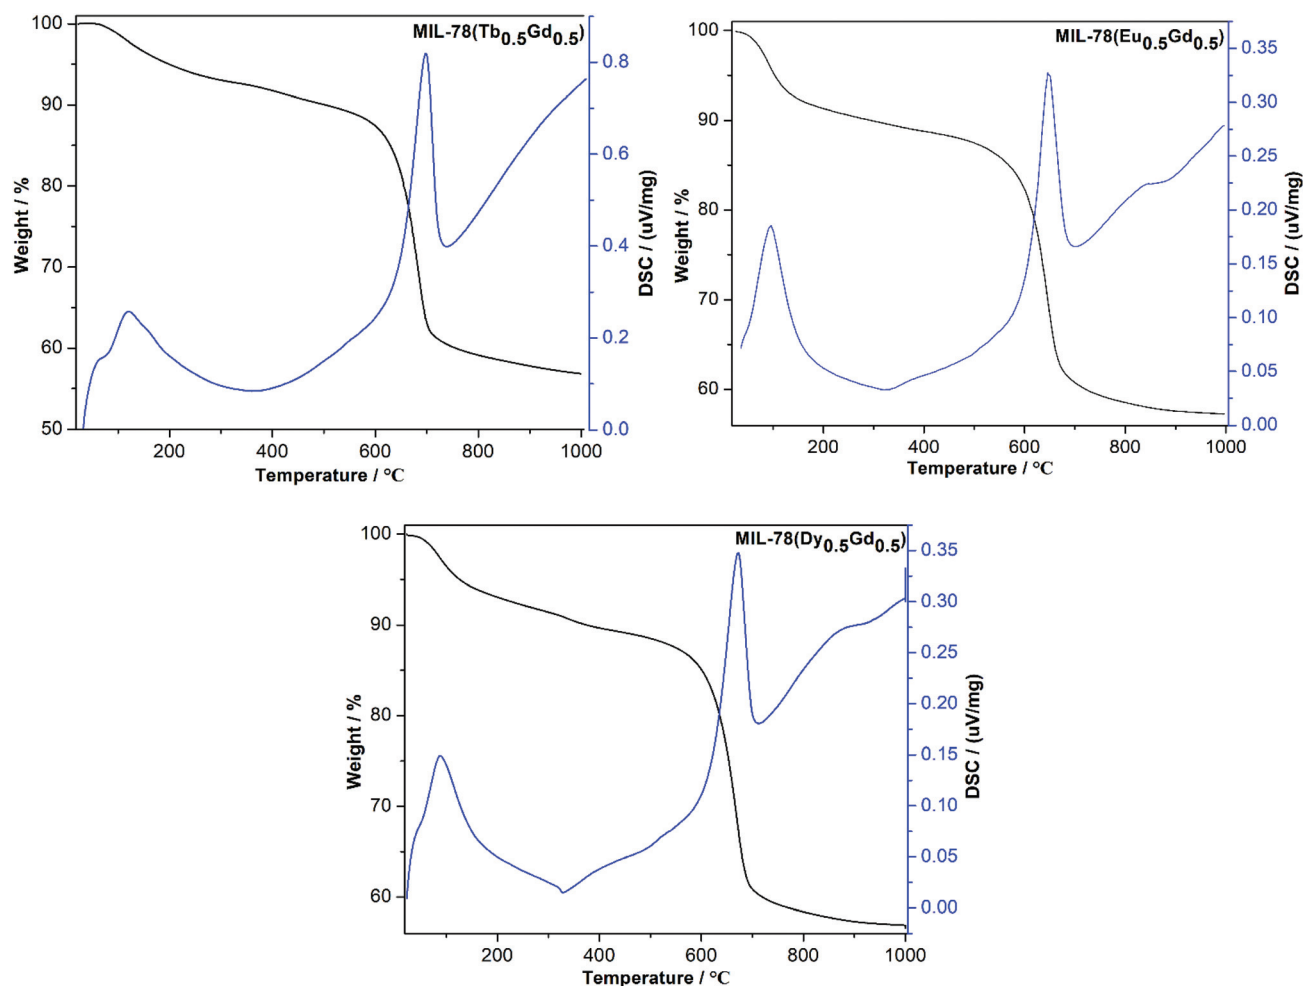 MIL-78(Tb0.5Gd0.5)
100
90
80
70
60
50
Weight / %
0.8
0.6
0.4
0.2
0.0
DSC / (uV/mg)
200 400 600 800 1000
Temperature / °C
MIL-78(Eu0.5Gd0.5)
100
90
80
70
60
Weight / %
0.35
0.30
0.25
0.20
0.15
0.10
0.05
0.00
DSC / (uV/mg)
200 400 600 800 1000
Temperature / °C
MIL-78(Dy0.5Gd0.5)
100
90
80
70
60
Weight / %
0.35
0.30
0.25
0.20
0.15
0.10
0.05
0.00
DSC / (uV/mg)
200 400 600 800 1000
Temperature / °C